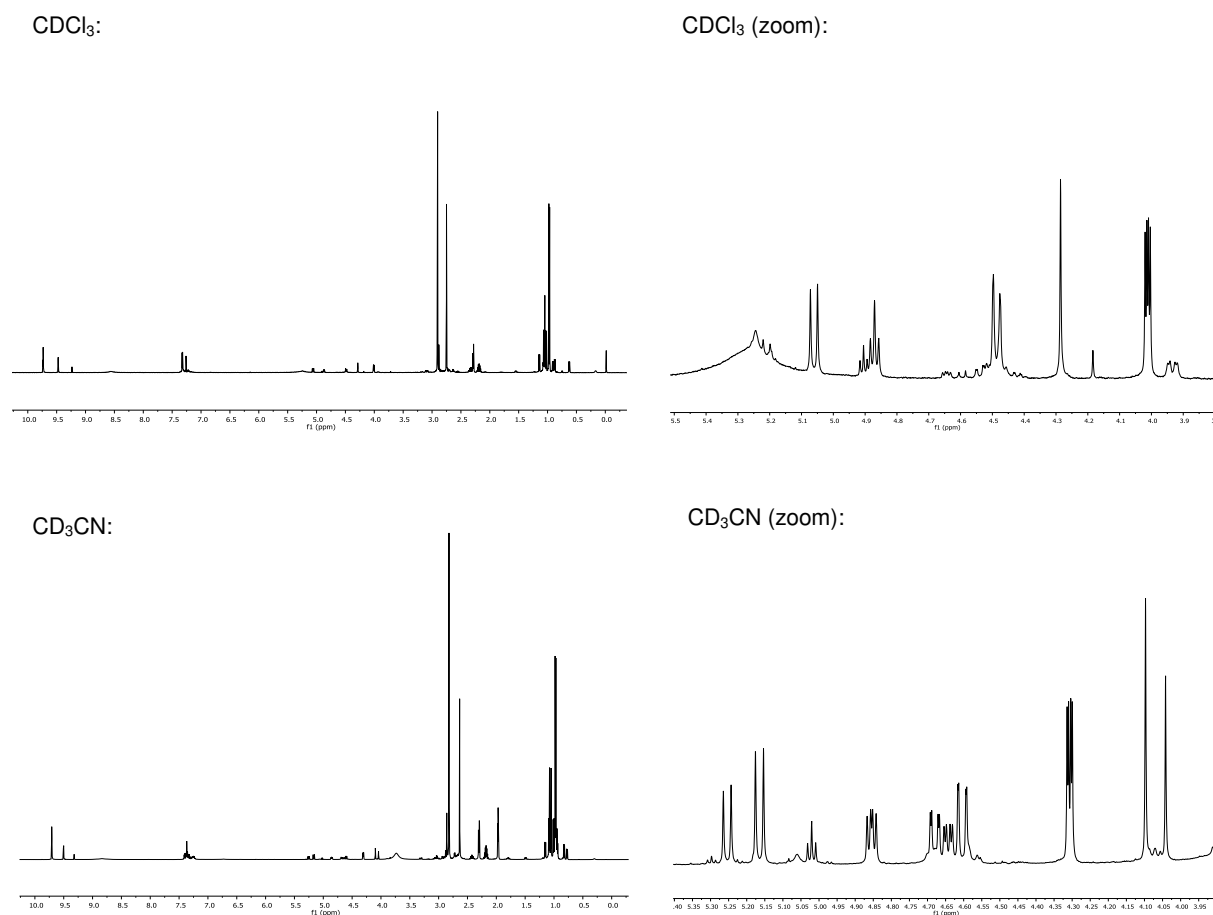 CDCl₃: CDCl₃ (zoom):
10.0 9.5 9.0 8.5 8.0 7.5 7.0 6.5 6.0 5.5 5.0 4.5 4.0 3.5 3.0 2.5 2.0 1.5 1.0 0.5 0.0
f1 (ppm)
5.5 5.4 5.3 5.2 5.1 5.0 4.9 4.8 4.7 4.6 4.5 4.4 4.3 4.2 4.1 4.0 3.9
f1 (ppm)
CD₃CN: CD₃CN (zoom):
10.0 9.5 9.0 8.5 8.0 7.5 7.0 6.5 6.0 5.5 5.0 4.5 4.0 3.5 3.0 2.5 2.0 1.5 1.0 0.5 0.0
f1 (ppm)
5.35 5.30 5.25 5.20 5.15 5.10 5.05 5.00 4.95 4.90 4.85 4.80 4.75 4.70 4.65 4.60 4.55 4.50 4.45 4.40 4.35 4.30 4.25 4.20 4.15 4.10 4.05 4.00 3.95
f1 (ppm)